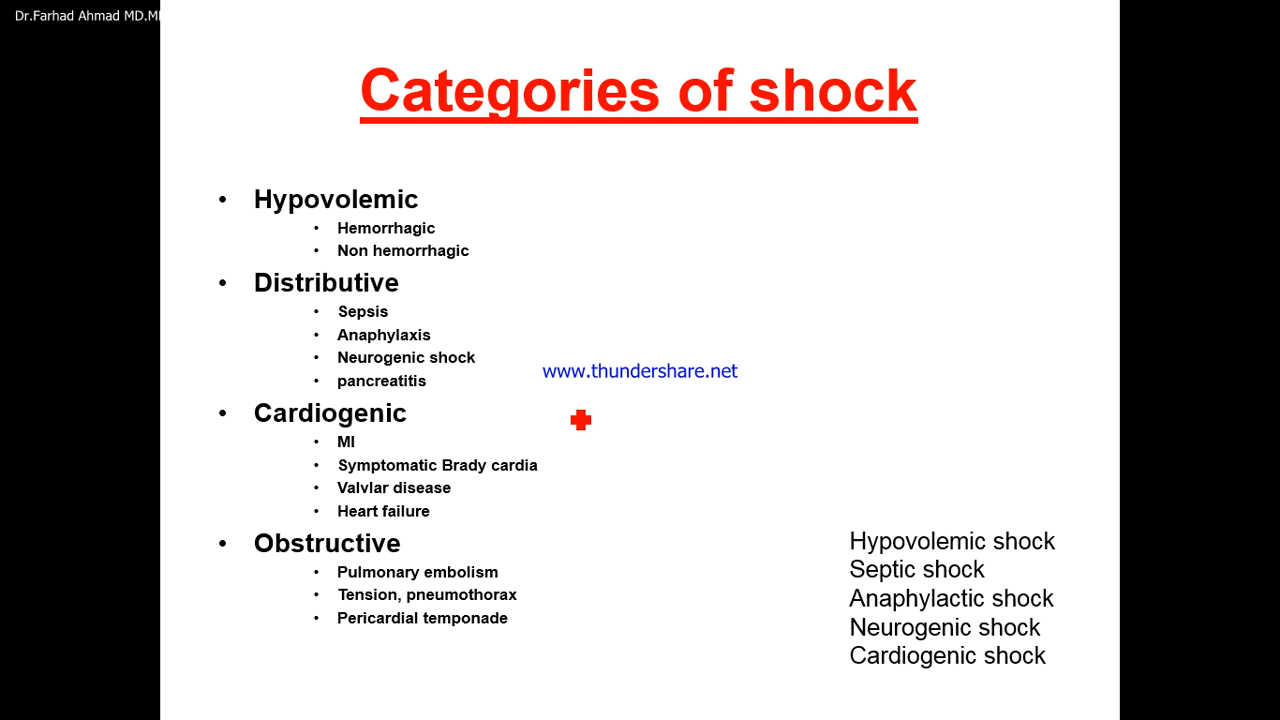 Dr.Farhad Ahmad MD.M
Categories of shock
• Hypovolemic
• Hemorrhagic
• Non hemorrhagic
• Distributive
• Sepsis
• Anaphylaxis
• Neurogenic shock
• pancreatitis
www.thundershare.net
• Cardiogenic
• MI
• Symptomatic Brady cardia
• Valvlar disease
• Heart failure
• Obstructive
• Pulmonary embolism
• Tension, pneumothorax
• Pericardial temponade
Hypovolemic shock
Septic shock
Anaphylactic shock
Neurogenic shock
Cardiogenic shock